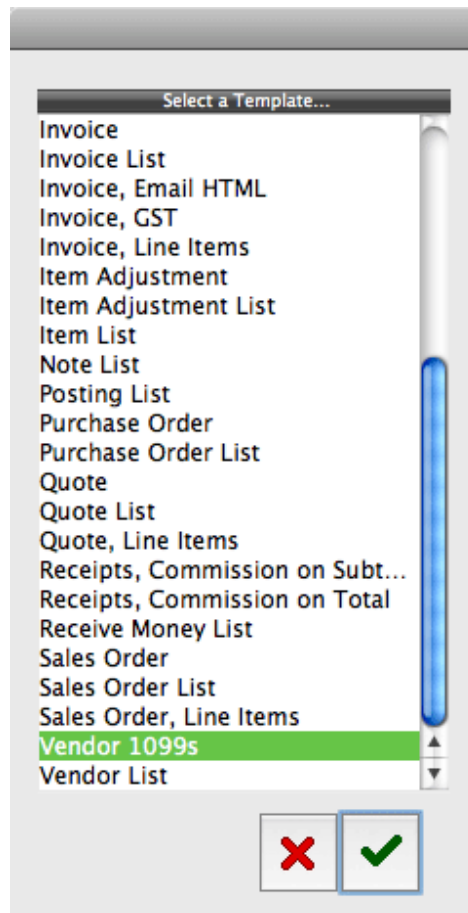 Select a Template...
Invoice
Invoice List
Invoice, Email HTML
Invoice, GST
Invoice, Line Items
Item Adjustment
Item Adjustment List
Item List
Note List
Posting List
Purchase Order
Purchase Order List
Quote
Quote List
Quote, Line Items
Receipts, Commission on Subt...
Receipts, Commission on Total
Receive Money List
Sales Order
Sales Order List
Sales Order, Line Items
Vendor 1099s
Vendor List